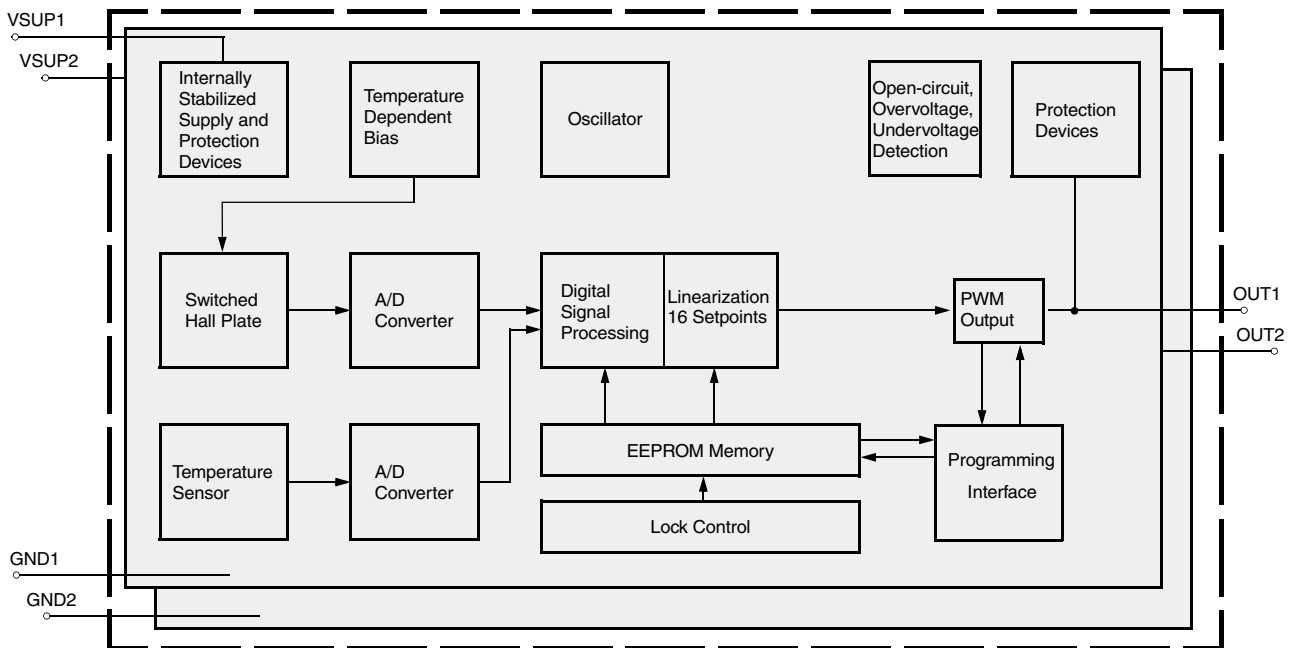 VSUP1
VSUP2
Internally
Stabilized
Supply and
Protection
Devices
Temperature
Dependent
Bias
Oscillator
Open-circuit,
Overvoltage,
Undervoltage
Detection
Protection
Devices
Switched
Hall Plate
A/D
Converter
Digital
Signal
Processing
Linearization
16 Setpoints
PWM
Output
OUT1
OUT2
Temperature
Sensor
A/D
Converter
EEPROM Memory
Lock Control
Programming
Interface
GND1
GND2